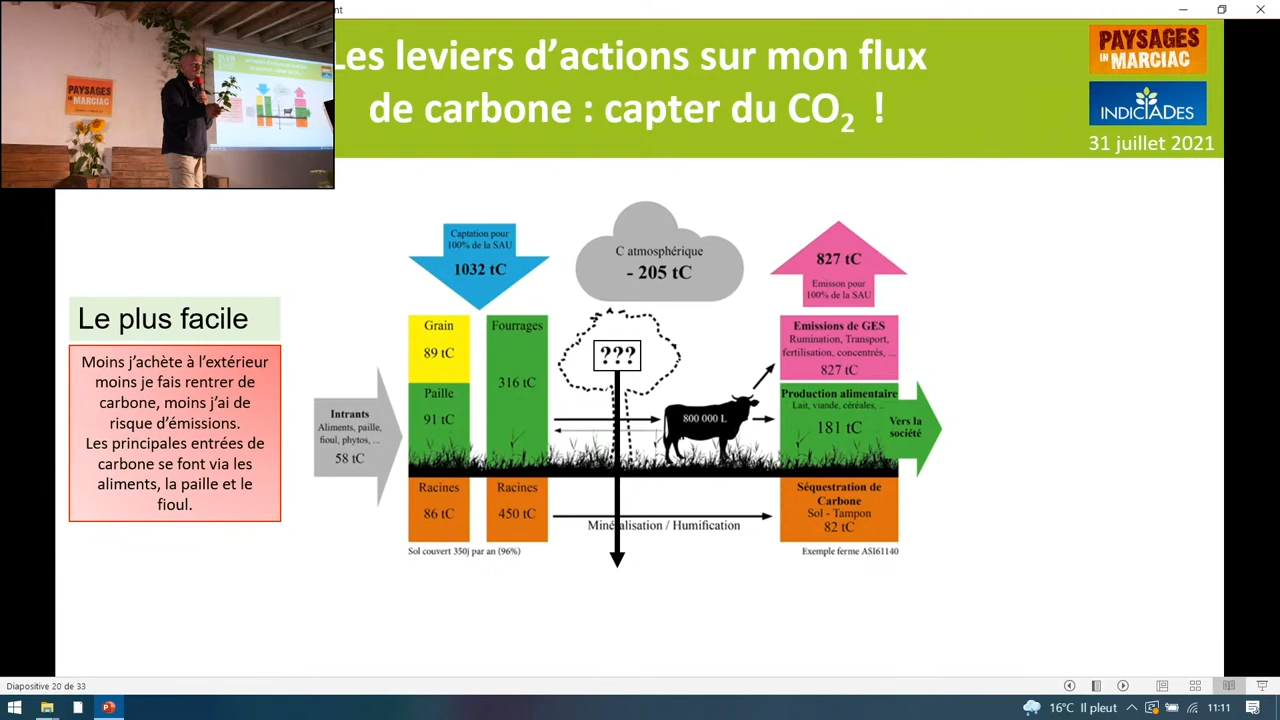 nt
Les leviers d'actions sur mon flux
de carbone : capter du CO2 !
PAYSAGES
IN MARCIAC
INDICIADES
31 juillet 2021
PAYSAGES
IN MARCIAC
Le plus facile
Moins j'achète à l'extérieur
moins je fais rentrer de
carbone, moins j'ai de
risque d'émissions.
Les principales entrées de
carbone se font via les
aliments, la paille et le
fioul.
Captation pour
100% de la SAU
1032 tC
C atmosphérique
- 205 tC
827 tC
Emisson pour
100% de la SAU
Intrants
Aliments, paille,
fioul, phytos, ...
58 tC
Grain
89 tC
Paille
91 tC
Racines
86 tC
Fourrages
316 tC
Racines
450 tC
???
800 000 L
Minéralisation / Humification
Emissions de GES
Rumination, Transport,
fertilisation, concentrés, ...
827 tC
Production alimentaire
Lait, viande, céréales, ..
181 tC
Vers la
société
Séquestration de
Carbone
Sol - Tampon
82 tC
Sol couvert 350j par an (96%)
Exemple ferme ASI61140
Diapositive 20 de 33
16°C Il pleut
11:11